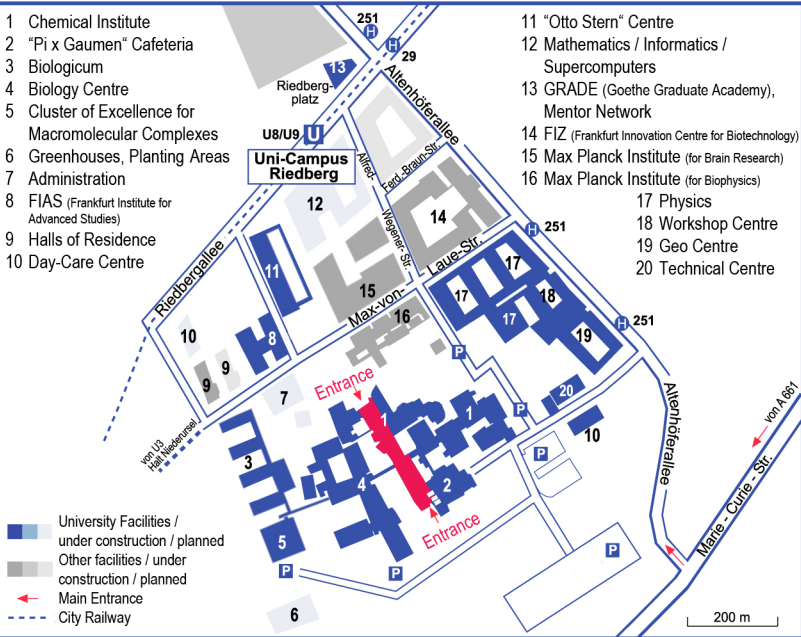 1 Chemical Institute
2 “Pi x Gaumen“ Cafeteria
3 Biologicum
4 Biology Centre
5 Cluster of Excellence for
Macromolecular Complexes
6 Greenhouses, Planting Areas
7 Administration
8 FIAS (Frankfurt Institute for
Advanced Studies)
9 Halls of Residence
10 Day-Care Centre
11 “Otto Stern“ Centre
12 Mathematics / Informatics /
Supercomputers
13 GRADE (Goethe Graduate Academy),
Mentor Network
14 FIZ (Frankfurt Innovation Centre for Biotechnology)
15 Max Planck Institute (for Brain Research)
16 Max Planck Institute (for Biophysics)
17 Physics
18 Workshop Centre
19 Geo Centre
20 Technical Centre
251
H
H
29
13
Riedberg-
platz
Altenhöferallee
U8/U9 U
Uni-Campus
Riedberg
Alfred-
Wegener- Str.
Ferd.-Braun-Str.
12
14
H 251
Riedbergallee
11
Max-von-
Laue-Str.
15
17
17
17
18
16
10
8
9
9
19
H 251
P
7
Entrance
1
1
20
P
10
Altenhöferallee
von A 661
von U3
Halt Niederursel
3
4
2
P
Marie - Curie - Str.
Entrance
5
P
P
P
6
University Facilities /
under construction / planned
Other facilities / under
construction / planned
Main Entrance
City Railway
200 m